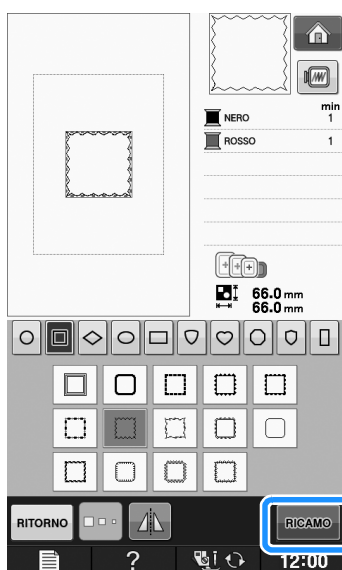 min
NERO 1
ROSSO 1
66.0 mm
66.0 mm
RITORNO
RICAMO
?
12:00